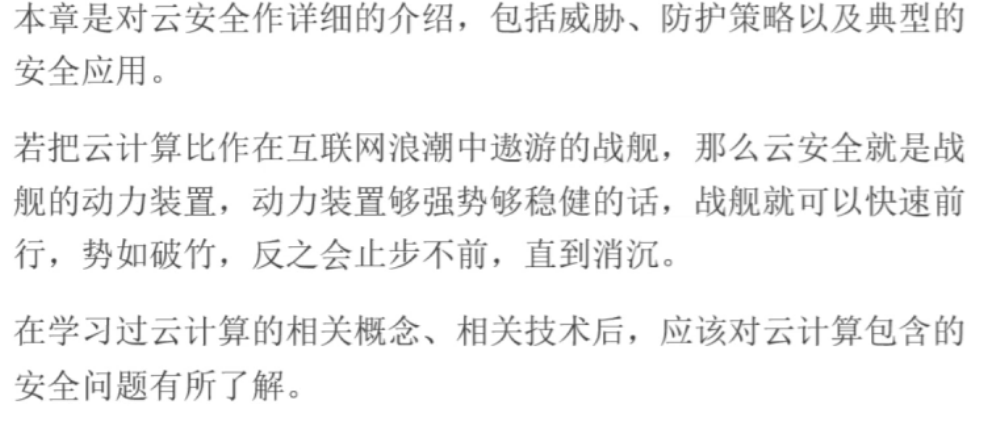 本章是对云安全作详细的介绍，包括威胁、防护策略以及典型的
安全应用。
若把云计算比作在互联网浪潮中遨游的战舰，那么云安全就是战
舰的动力装置，动力装置够强势够稳健的话，战舰就可以快速前
行，势如破竹，反之会止步不前，直到消沉。
在学习过云计算的相关概念、相关技术后，应该对云计算包含的
安全问题有所了解。